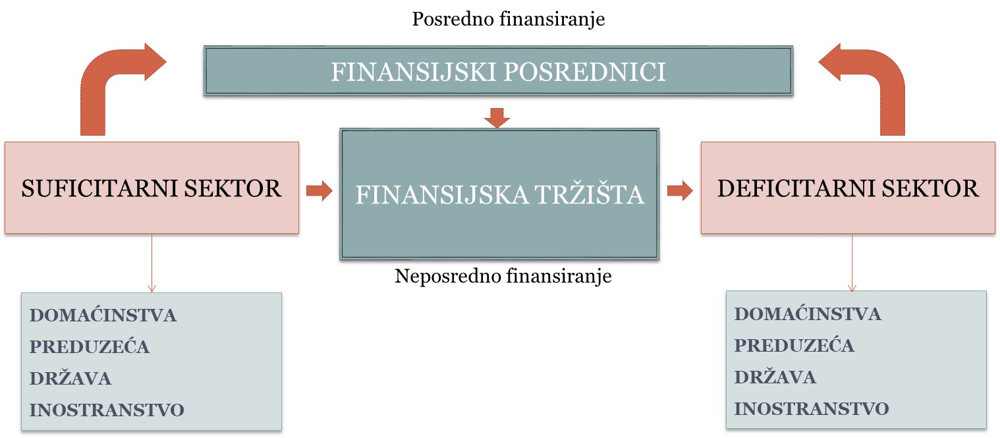 Posredno finansiranje
FINANSIJSKI POSREDNICI
SUFICITARNI SEKTOR
FINANSIJSKA TRŽIŠTA
DEFICITARNI SEKTOR
Neposredno finansiranje
DOMAĆINSTVA
PREDUZEĆA
DRŽAVA
INOSTRANSTVO
DOMAĆINSTVA
PREDUZEĆA
DRŽAVA
INOSTRANSTVO